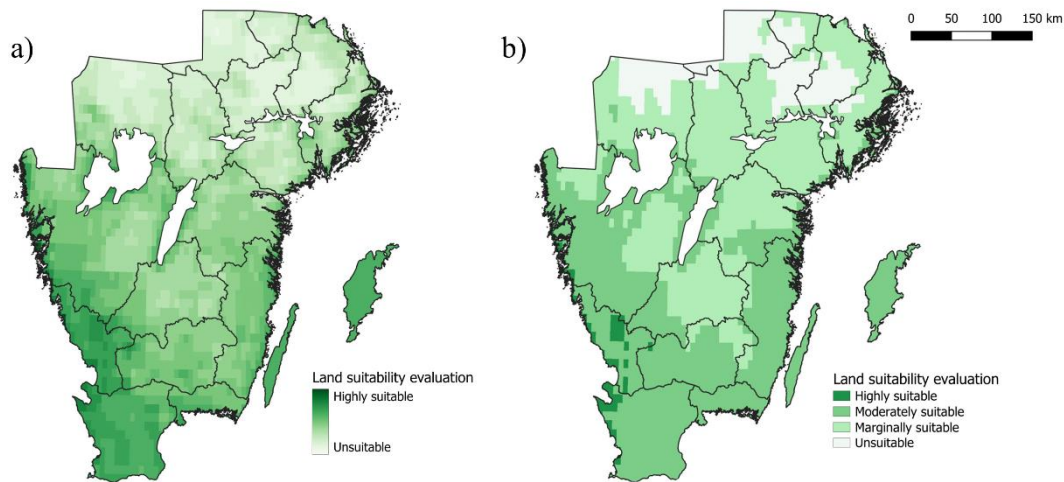 a)
Land suitability evaluation
Highly suitable
Unsuitable
b)
0 50 100 150 km
Land suitability evaluation
Highly suitable
Moderately suitable
Marginally suitable
Unsuitable